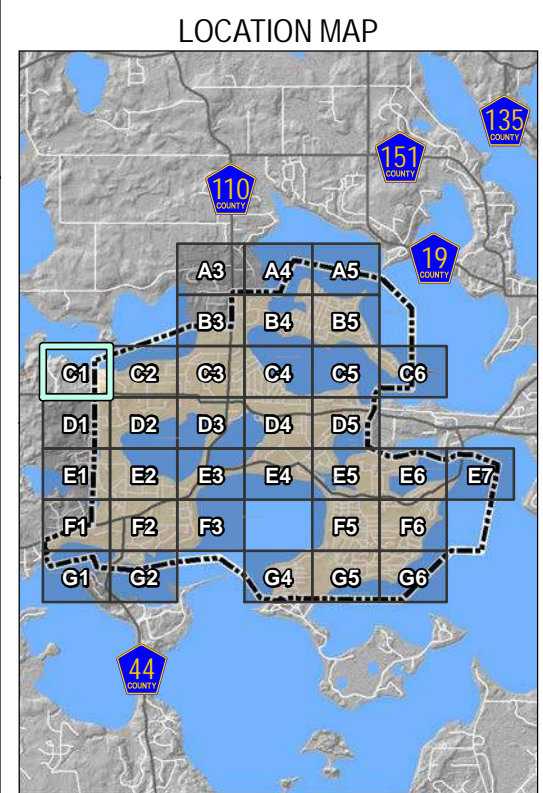 LOCATION MAP
135
COUNTY
151
COUNTY
110
COUNTY
19
COUNTY
A3 A4 A5
B3 B4 B5
C1 C2 C3 C4 C5 C6
D1 D2 D3 D4 D5
E1 E2 E3 E4 E5 E6 E7
F1 F2 F3 F5 F6
G1 G2 G4 G5 G6
44
COUNTY